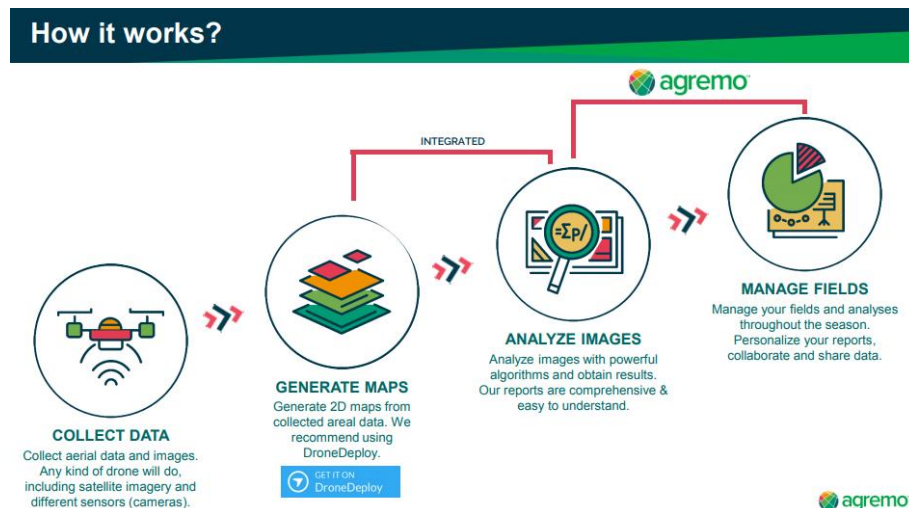 How it works?
agremo
INTEGRATED
=Σp/
MANAGE FIELDS
Manage your fields and analyses
throughout the season.
Personalize your reports,
collaborate and share data.
ANALYZE IMAGES
Analyze images with powerful
algorithms and obtain results.
Our reports are comprehensive &
easy to understand.
GENERATE MAPS
Generate 2D maps from
collected areal data. We
recommend using
DroneDeploy.
GET IT ON
DroneDeploy
COLLECT DATA
Collect aerial data and images.
Any kind of drone will do,
including satellite imagery and
different sensors (cameras).
agremo